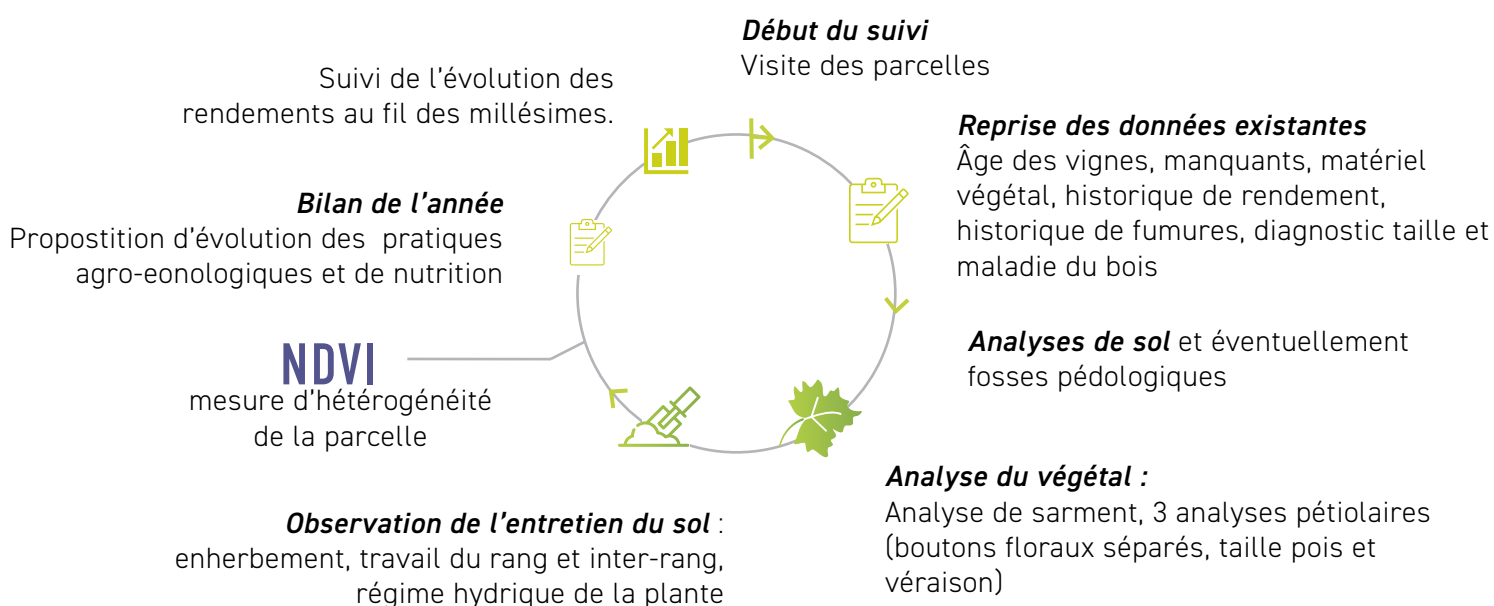 Début du suivi
Visite des parcelles
Reprise des données existantes
Âge des vignes, manquants, matériel
végétal, historique de rendement,
historique de fumures, diagnostic taille et
maladie du bois
Analyses de sol et éventuellement
fosses pédologiques
Analyse du végétal :
Analyse de sarment, 3 analyses pétiolaires
(boutons floraux séparés, taille pois et
véraison)
Observation de l'entretien du sol :
enherbement, travail du rang et inter-rang,
régime hydrique de la plante
NDVI
mesure d'hétérogénéité
de la parcelle
Bilan de l'année
Propostition d'évolution des pratiques
agro-eonologiques et de nutrition
Suivi de l'évolution des
rendements au fil des millésimes.